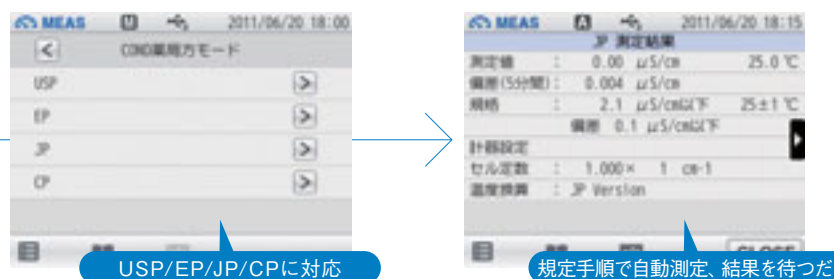 MEAS M 2011/06/20 18:00
COND薬局方モード
USP
EP
JP
CP
USP/EP/JP/CPに対応
MEAS A 2011/06/20 18:15
JP 測定結果
測定値 : 0.00 μS/cm 25.0 ℃
偏差(5分間) : 0.004 μS/cm
規格 : 2.1 μS/cm以下 25±1 ℃
偏差 0.1 μS/cm以下
計器設定
セル定数 : 1.000× 1 cm-1
温度換算 : JP Version
CLOSE
規定手順で自動測定、結果を待つだ